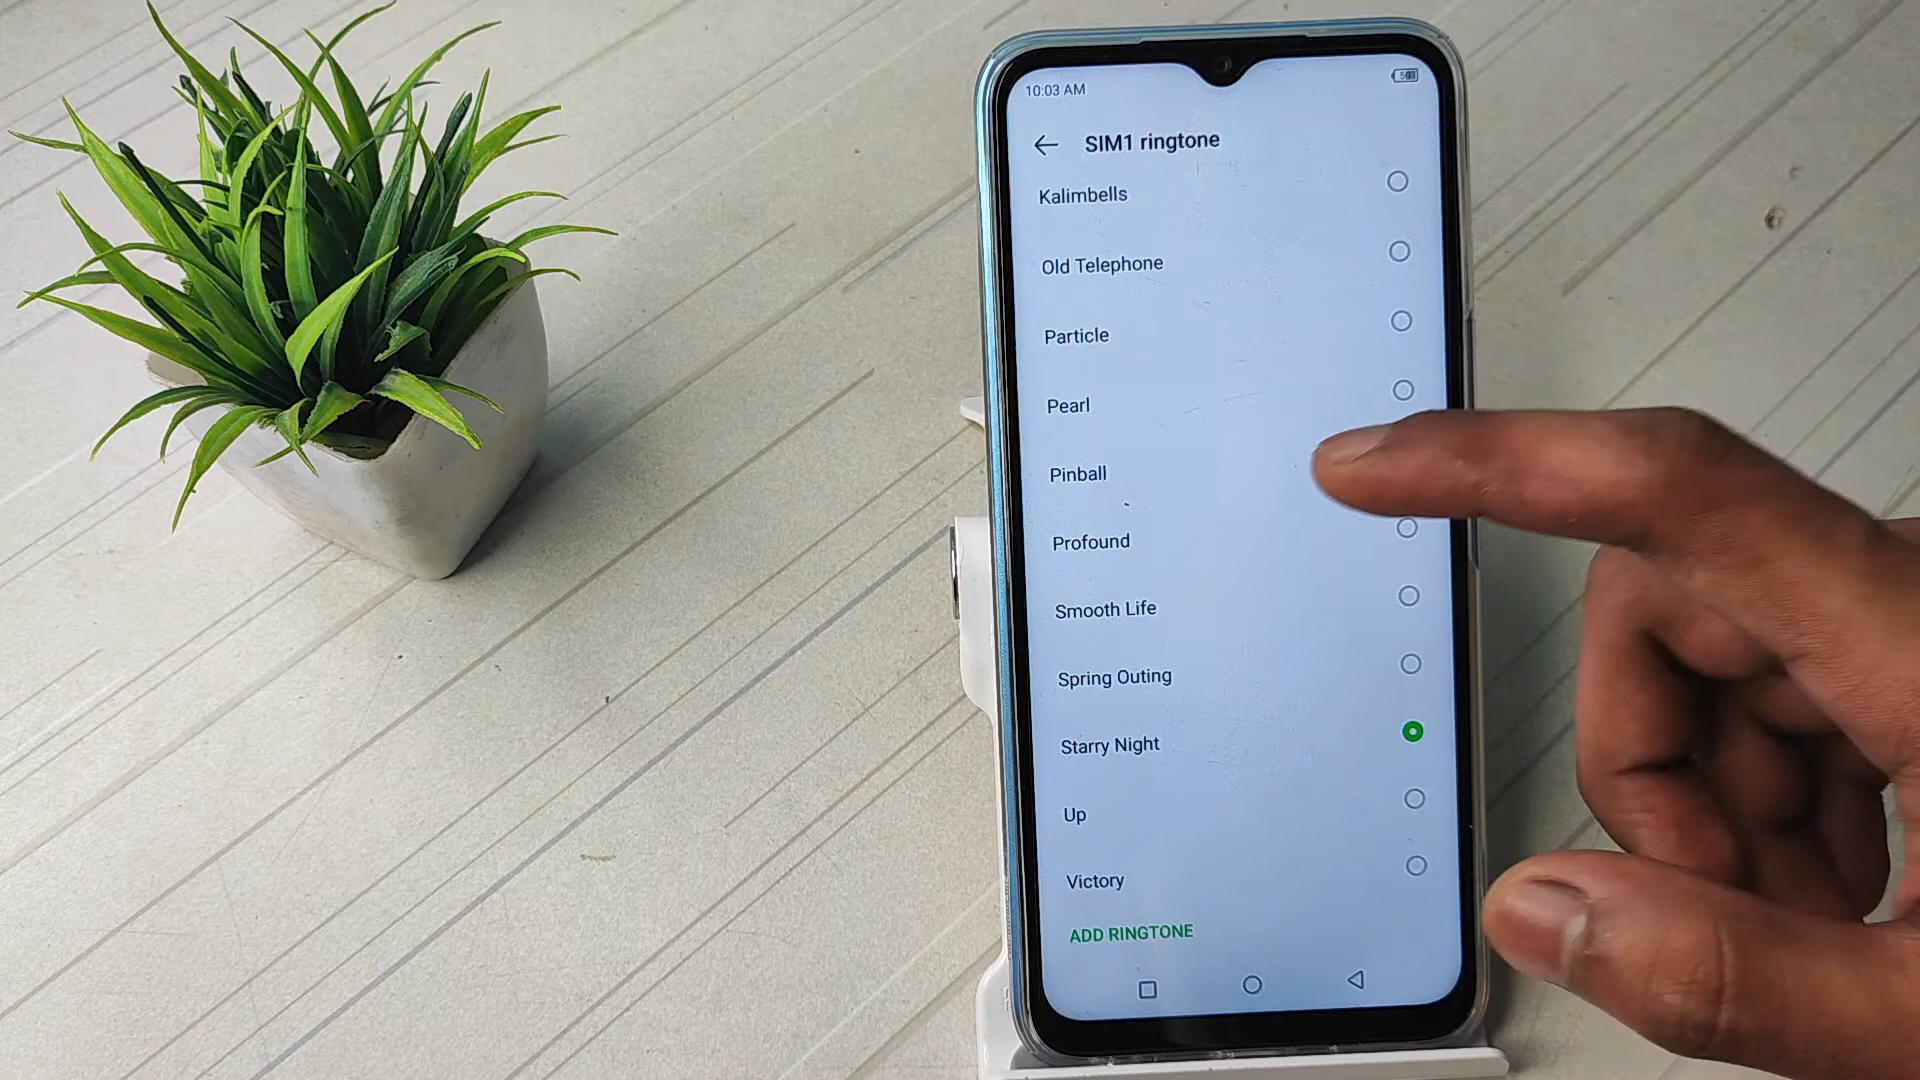 10:03 AM
SIM1 ringtone
Kalimbells
Old Telephone
Particle
Pearl
Pinball
Profound
Smooth Life
Spring Outing
Starry Night
Up
Victory
ADD RINGTONE